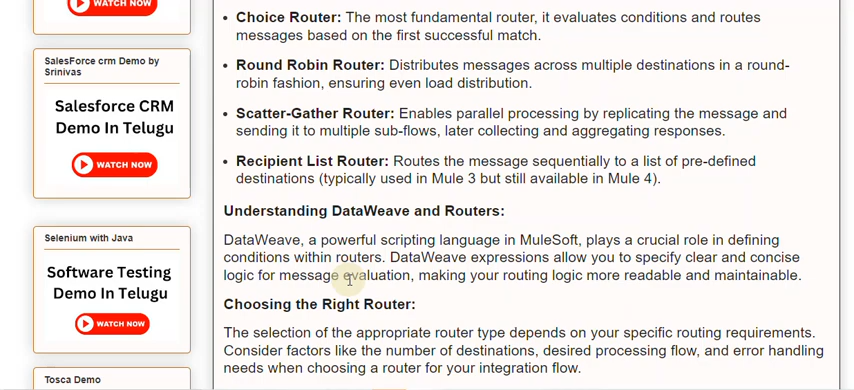 WATCH NOW
SalesForce crm Demo by
Srinivas
Salesforce CRM
Demo In Telugu
WATCH NOW
Selenium with Java
Software Testing
Demo In Telugu
WATCH NOW
Tosca Demo
• Choice Router: The most fundamental router, it evaluates conditions and routes
messages based on the first successful match.
• Round Robin Router: Distributes messages across multiple destinations in a round-
robin fashion, ensuring even load distribution.
• Scatter-Gather Router: Enables parallel processing by replicating the message and
sending it to multiple sub-flows, later collecting and aggregating responses.
• Recipient List Router: Routes the message sequentially to a list of pre-defined
destinations (typically used in Mule 3 but still available in Mule 4).
Understanding DataWeave and Routers:
DataWeave, a powerful scripting language in MuleSoft, plays a crucial role in defining
conditions within routers. DataWeave expressions allow you to specify clear and concise
logic for message evaluation, making your routing logic more readable and maintainable.
Choosing the Right Router:
The selection of the appropriate router type depends on your specific routing requirements.
Consider factors like the number of destinations, desired processing flow, and error handling
needs when choosing a router for your integration flow.